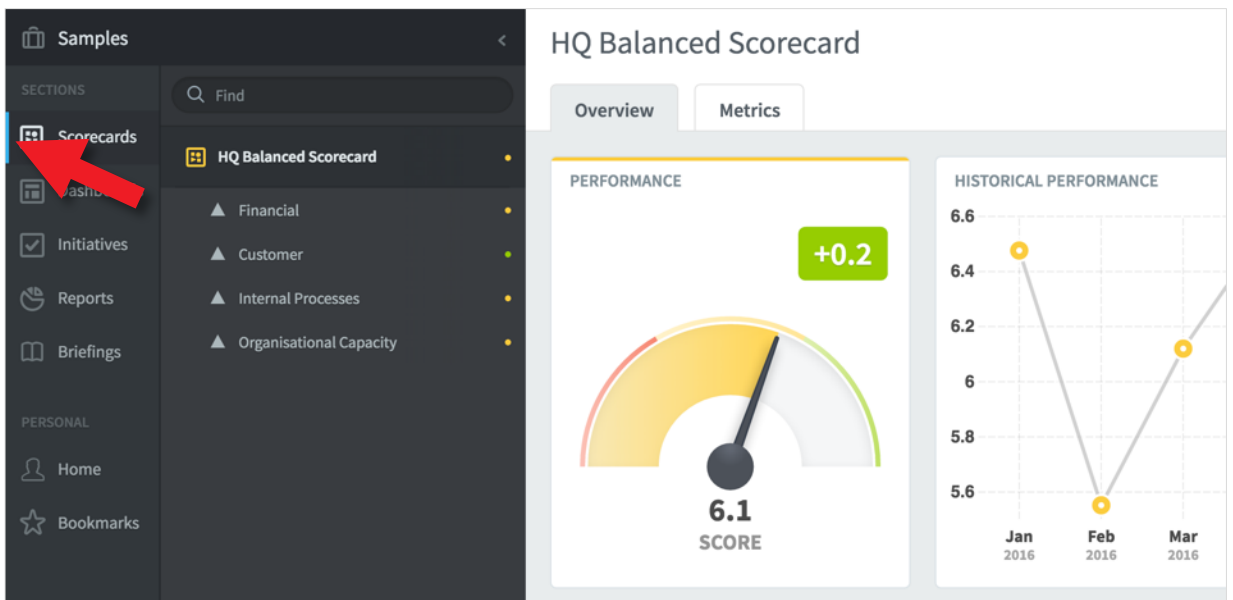 Samples
SECTIONS
Scorecards
Initiatives
Reports
Briefings
PERSONAL
Home
Bookmarks
Find
HQ Balanced Scorecard
Financial
Customer
Internal Processes
Organisational Capacity
HQ Balanced Scorecard
Overview
Metrics
PERFORMANCE
+0.2
6.1
SCORE
HISTORICAL PERFORMANCE
6.6
6.4
6.2
6
5.8
5.6
Jan Feb Mar
2016 2016 2016